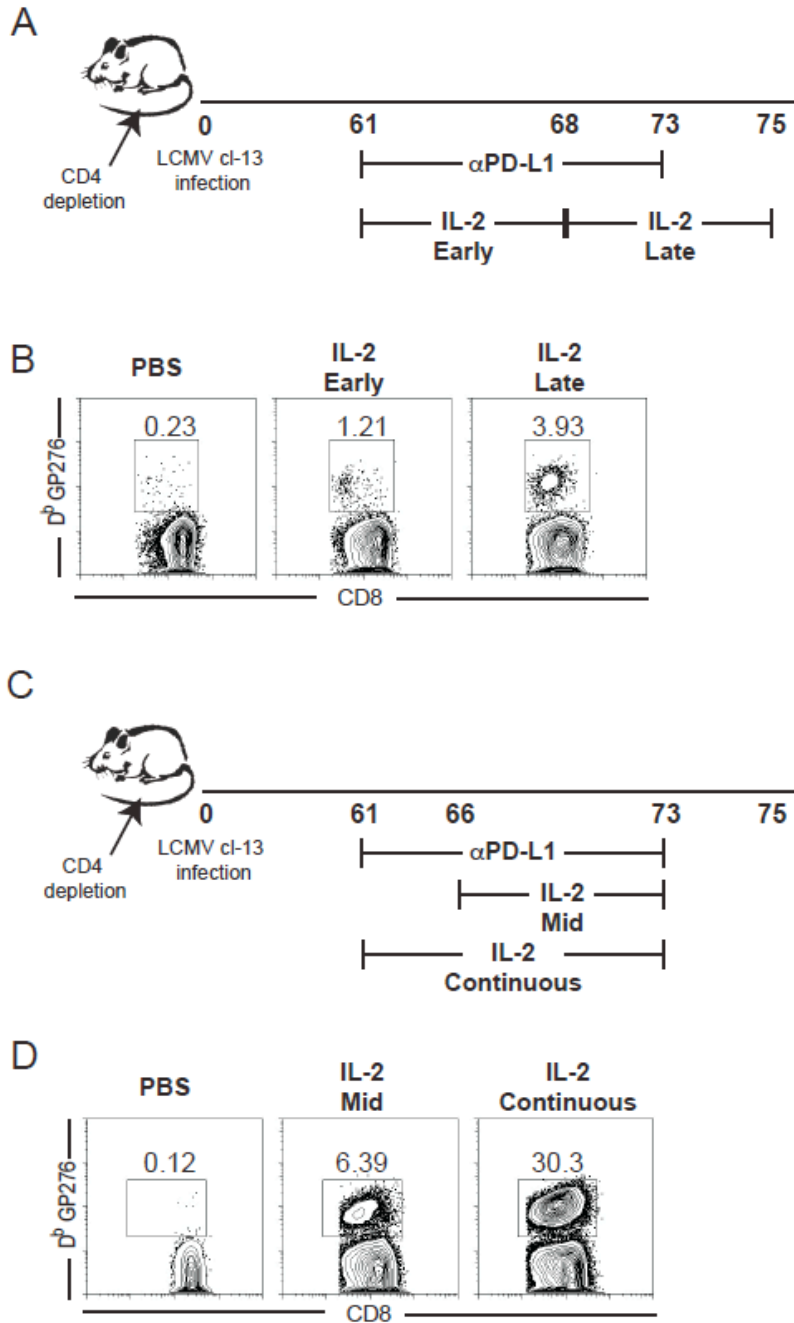 A
0 61 68 73 75
CD4
depletion
LCMV cl-13
infection
αPD-L1
IL-2
Early
IL-2
Late
B
PBS
IL-2
Early
IL-2
Late
0.23
1.21
3.93
Dᵇ GP276
CD8
C
0 61 66 73 75
CD4
depletion
LCMV cl-13
infection
αPD-L1
IL-2
Mid
IL-2
Continuous
D
PBS
IL-2
Mid
IL-2
Continuous
0.12
6.39
30.3
Dᵇ GP276
CD8